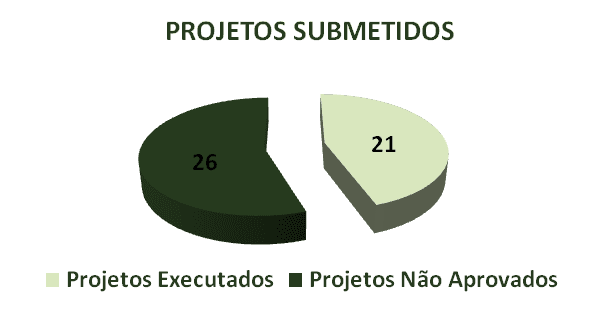 PROJETOS SUBMETIDOS
26
21
Projetos Executados
Projetos Não Aprovados